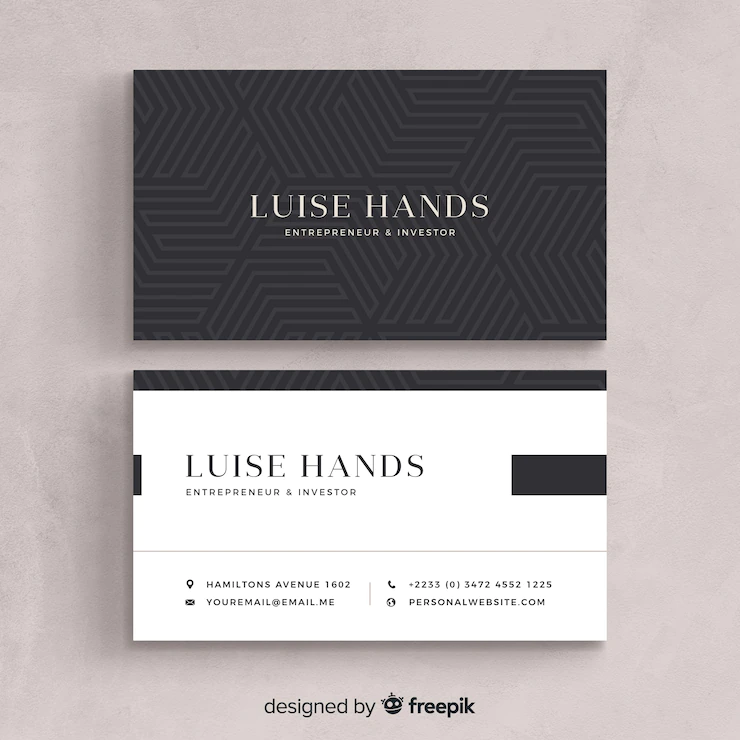 LUISE HANDS
ENTREPRENEUR & INVESTOR
LUISE HANDS
ENTREPRENEUR & INVESTOR
HAMILTONS AVENUE 1602
+2233 (0) 3472 4552 1225
YOUREMAIL@EMAIL.ME
PERSONALWEBSITE.COM
designed by freepik